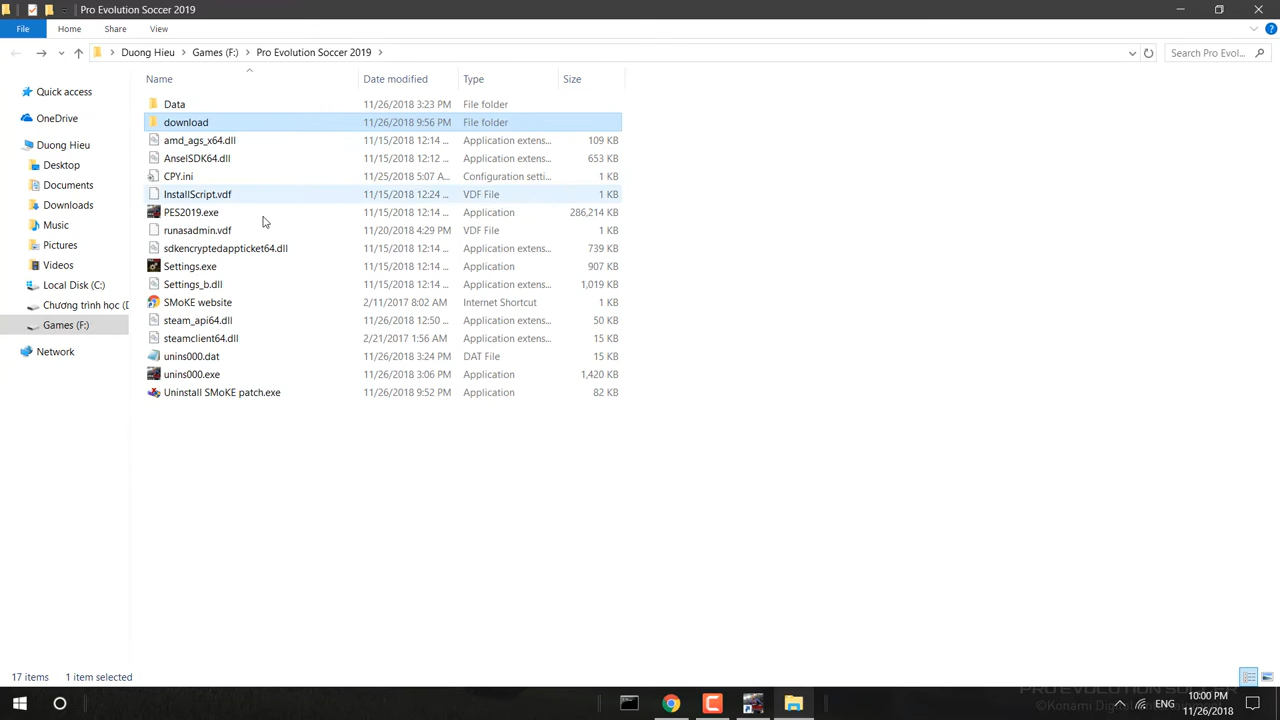 Pro Evolution Soccer 2019
File Home Share View
Duong Hieu Games (F:) Pro Evolution Soccer 2019 Search Pro Evol...
Name Date modified Type Size
Quick access
OneDrive
Duong Hieu
Desktop
Documents
Downloads
Music
Pictures
Videos
Local Disk (C:)
Chương trình học (D
Games (F:)
Network
Data 11/26/2018 3:23 PM File folder
download 11/26/2018 9:56 PM File folder
amd_ags_x64.dll 11/15/2018 12:14 ... Application extens... 109 KB
AnselSDK64.dll 11/15/2018 12:12 ... Application extens... 653 KB
CPY.ini 11/25/2018 5:07 A... Configuration setti... 1 KB
InstallScript.vdf 11/15/2018 12:24 ... VDF File 1 KB
PES2019.exe 11/15/2018 12:14 ... Application 286,214 KB
runasadmin.vdf 11/20/2018 4:29 PM VDF File 1 KB
sdkencryptedappticket64.dll 11/15/2018 12:14 ... Application extens... 739 KB
Settings.exe 11/15/2018 12:14 ... Application 907 KB
Settings_b.dll 11/15/2018 12:14 ... Application extens... 1,019 KB
SMoKE website 2/11/2017 8:02 AM Internet Shortcut 1 KB
steam_api64.dll 11/26/2018 12:50 ... Application extens... 50 KB
steamclient64.dll 2/21/2017 1:56 AM Application extens... 15 KB
unins000.dat 11/26/2018 3:24 PM DAT File 15 KB
unins000.exe 11/26/2018 3:06 PM Application 1,420 KB
Uninstall SMoKE patch.exe 11/26/2018 9:52 PM Application 82 KB
17 items 1 item selected
PRO EVOLUTION SOCCER
©Konami Digital Entertainment
ENG
10:00 PM
11/26/2018